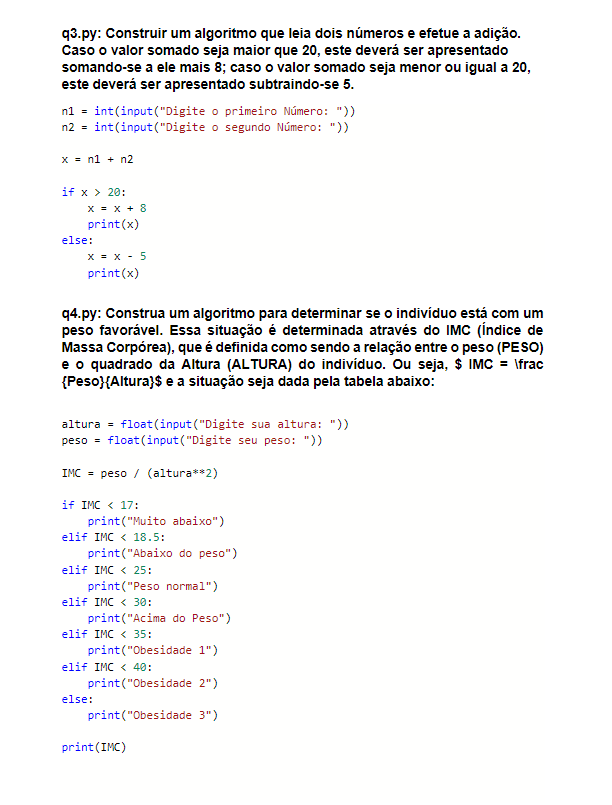 q3.py: Construir um algoritmo que leia dois números e efetue a adição.
Caso o valor somado seja maior que 20, este deverá ser apresentado
somando-se a ele mais 8; caso o valor somado seja menor ou igual a 20,
este deverá ser apresentado subtraindo-se 5.
n1 = int(input("Digite o primeiro Número: "))
n2 = int(input("Digite o segundo Número: "))
x = n1 + n2
if x > 20:
    x = x + 8
    print(x)
else:
    x = x - 5
    print(x)
q4.py: Construa um algoritmo para determinar se o indivíduo está com um
peso favorável. Essa situação é determinada através do IMC (Índice de
Massa Corpórea), que é definida como sendo a relação entre o peso (PESO)
e o quadrado da Altura (ALTURA) do indivíduo. Ou seja, $ IMC = \frac
{Peso}{Altura}$ e a situação seja dada pela tabela abaixo:
altura = float(input("Digite sua altura: "))
peso = float(input("Digite seu peso: "))
IMC = peso / (altura**2)
if IMC < 17:
    print("Muito abaixo")
elif IMC < 18.5:
    print("Abaixo do peso")
elif IMC < 25:
    print("Peso normal")
elif IMC < 30:
    print("Acima do Peso")
elif IMC < 35:
    print("Obesidade 1")
elif IMC < 40:
    print("Obesidade 2")
else:
    print("Obesidade 3")
print(IMC)